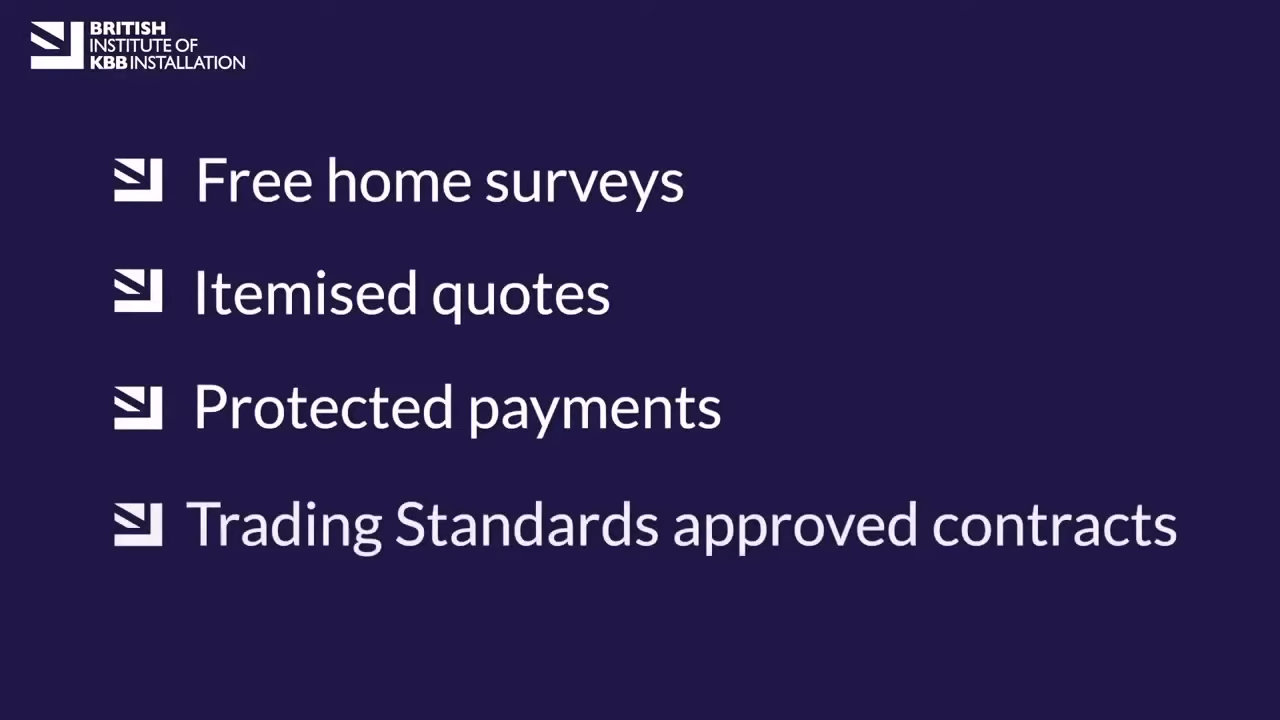 BRITISH
INSTITUTE OF
KBB INSTALLATION
Free home surveys
Itemised quotes
Protected payments
Trading Standards approved contracts